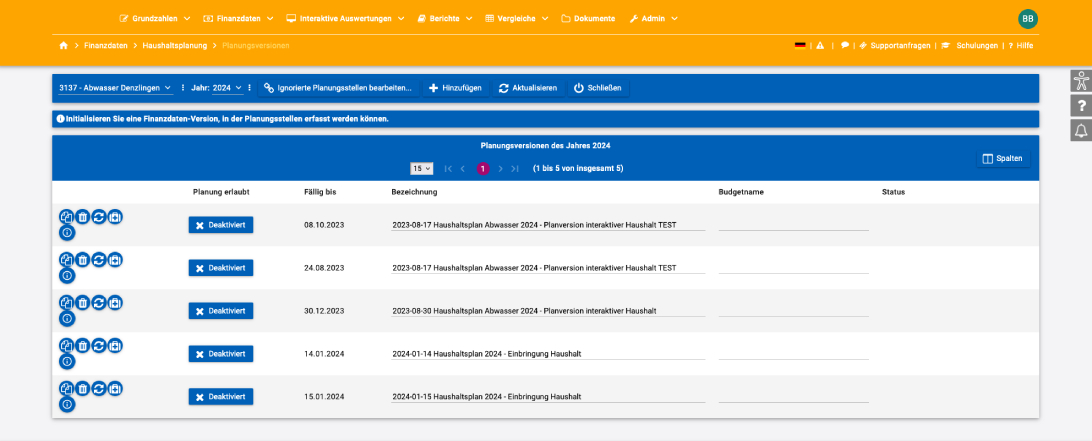 Grundzahlen Finanzdaten Interaktive Auswertungen Berichte Vergleiche Dokumente Admin BB
> Finanzdaten > Haushaltsplanung > Planungsversionen | | | Supportanfragen | Schulungen | ? Hilfe
3137 - Abwasser Denzlingen Jahr: 2024 Ignorierte Planungsstellen bearbeiten... Hinzufügen Aktualisieren Schließen
Initialisieren Sie eine Finanzdaten-Version, in der Planungsstellen erfasst werden können.
Planungsversionen des Jahres 2024
15 1 (1 bis 5 von insgesamt 5) Spalten
Planung erlaubt Fällig bis Bezeichnung Budgetname Status
Deaktiviert 08.10.2023 2023-08-17 Haushaltsplan Abwasser 2024 - Planversion interaktiver Haushalt TEST
Deaktiviert 24.08.2023 2023-08-17 Haushaltsplan Abwasser 2024 - Planversion interaktiver Haushalt TEST
Deaktiviert 30.12.2023 2023-08-30 Haushaltsplan Abwasser 2024 - Planversion interaktiver Haushalt
Deaktiviert 14.01.2024 2024-01-14 Haushaltsplan 2024 - Einbringung Haushalt
Deaktiviert 15.01.2024 2024-01-15 Haushaltsplan 2024 - Einbringung Haushalt